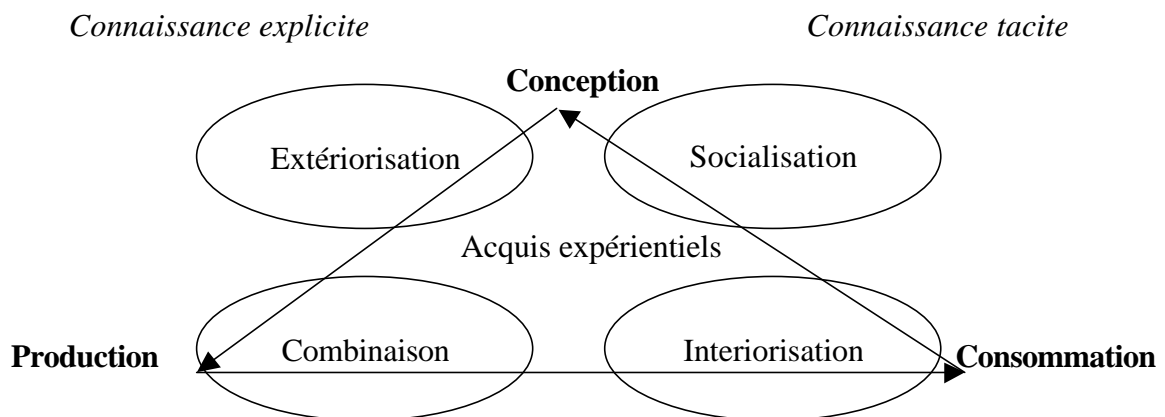 Connaissance explicite
Connaissance tacite
Conception
Extériorisation
Socialisation
Acquis expérientiels
Production
Combinaison
Interiorisation
Consommation